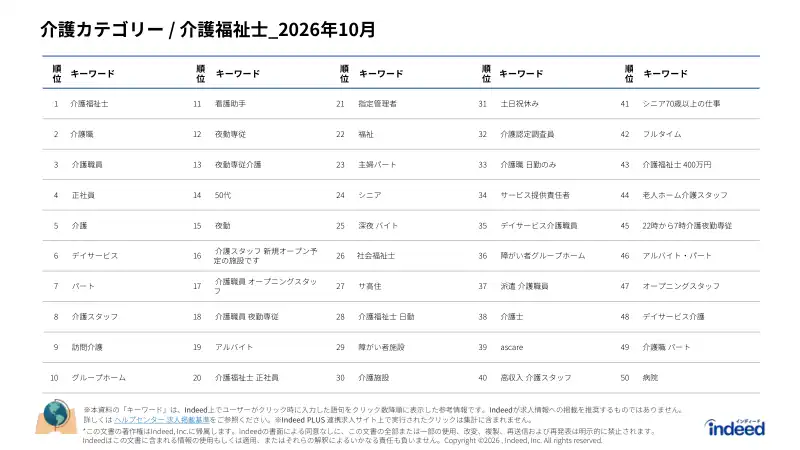 介護カテゴリー / 介護福祉士_2026年10月
順位 キーワード 順位 キーワード 順位 キーワード 順位 キーワード 順位 キーワード
1 介護福祉士 11 看護助手 21 指定管理者 31 土日祝休み 41 シニア70歳以上の仕事
2 介護職 12 夜勤専従 22 福祉 32 介護認定調査員 42 フルタイム
3 介護職員 13 夜勤専従介護 23 主婦パート 33 介護職 日勤のみ 43 介護福祉士 400万円
4 正社員 14 50代 24 シニア 34 サービス提供責任者 44 老人ホーム介護スタッフ
5 介護 15 夜勤 25 深夜 バイト 35 デイサービス介護職員 45 22時から7時介護夜勤専従
6 デイサービス 16 介護スタッフ 新規オープン予定の施設です 26 社会福祉士 36 障がい者グループホーム 46 アルバイト・パート
7 パート 17 介護職員 オープニングスタッフ 27 サ高住 37 派遣 介護職員 47 オープニングスタッフ
8 介護スタッフ 18 介護職員 夜勤専従 28 介護福祉士 日勤 38 介護士 48 デイサービス介護
9 訪問介護 19 アルバイト 29 障がい者施設 39 ascare 49 介護職 パート
10 グループホーム 20 介護福祉士 正社員 30 介護施設 40 高収入 介護スタッフ 50 病院
※本資料の「キーワード」は、Indeed上でユーザーがクリック時に入力した語句をクリック数降順に表示した参考情報です。Indeedが求人情報への掲載を推奨するものではありません。
詳しくは ヘルプセンター 求人掲載基準をご参照ください。※Indeed PLUS 連携求人サイト上で実行されたクリックは集計に含まれません。
*この文書の著作権はIndeed, Inc.に帰属します。Indeedの書面による同意なしに、この文書の全部または一部の使用、改変、複製、再送信および再発表は明示的に禁止されます。
Indeedはこの文書に含まれる情報の使用もしくは適用、またはそれらの解釈によるいかなる責任も負いません。Copyright ©2026 , Indeed, Inc. All rights reserved.
インディード
indeed